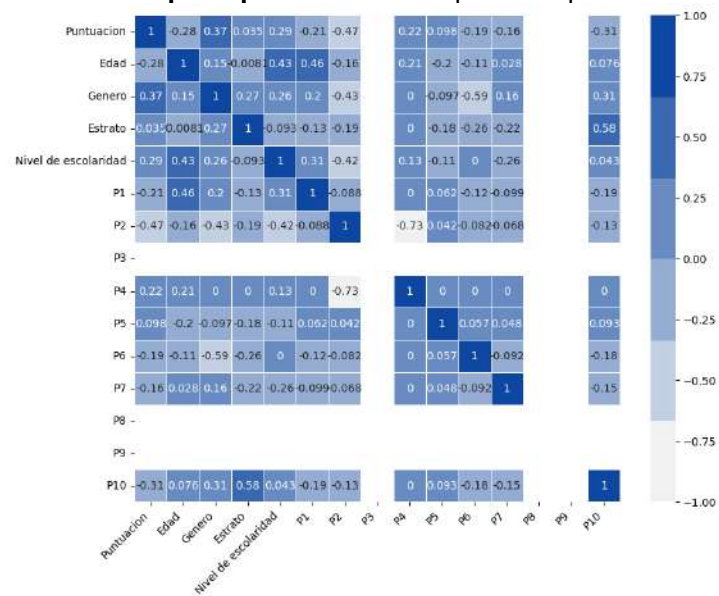 Puntuacion 1 -0.28 0.37 0.035 0.29 -0.21 -0.47 0.22 0.098 -0.19 -0.16 -0.31
Edad -0.28 1 0.15 -0.0081 0.43 0.46 -0.16 0.21 -0.2 -0.11 0.028 0.076
Genero 0.37 0.15 1 0.27 0.26 0.2 -0.43 0 -0.097 -0.59 0.16 0.31
Estrato 0.035 0.0081 0.27 1 -0.093 -0.13 -0.19 0 -0.18 -0.26 -0.22 0.58
Nivel de escolaridad 0.29 0.43 0.26 -0.093 1 0.31 -0.42 0.13 -0.11 0 -0.26 0.043
P1 -0.21 0.46 0.2 -0.13 0.31 1 -0.088 0 0.062 -0.12 -0.099 -0.19
P2 -0.47 -0.16 -0.43 -0.19 -0.42 -0.088 1 -0.73 0.042 -0.082 0.068 -0.13
P3
P4 0.22 0.21 0 0 0.13 0 -0.73 1 0 0 0 0
P5 0.098 -0.2 -0.097 -0.18 -0.11 0.062 0.042 0 1 0.057 0.048 0.093
P6 -0.19 -0.11 -0.59 -0.26 0 -0.12 -0.082 0 0.057 1 -0.092 -0.18
P7 -0.16 0.028 0.16 -0.22 -0.26 -0.099 0.068 0 0.048 -0.092 1 -0.15
P8
P9
P10 -0.31 0.076 0.31 0.58 0.043 -0.19 -0.13 0 0.093 -0.18 -0.15 1
Puntuacion Edad Genero Estrato Nivel de escolaridad P1 P2 P3 P4 P5 P6 P7 P8 P9 P10
1.00
0.75
0.50
0.25
0.00
-0.25
-0.50
-0.75
-1.00